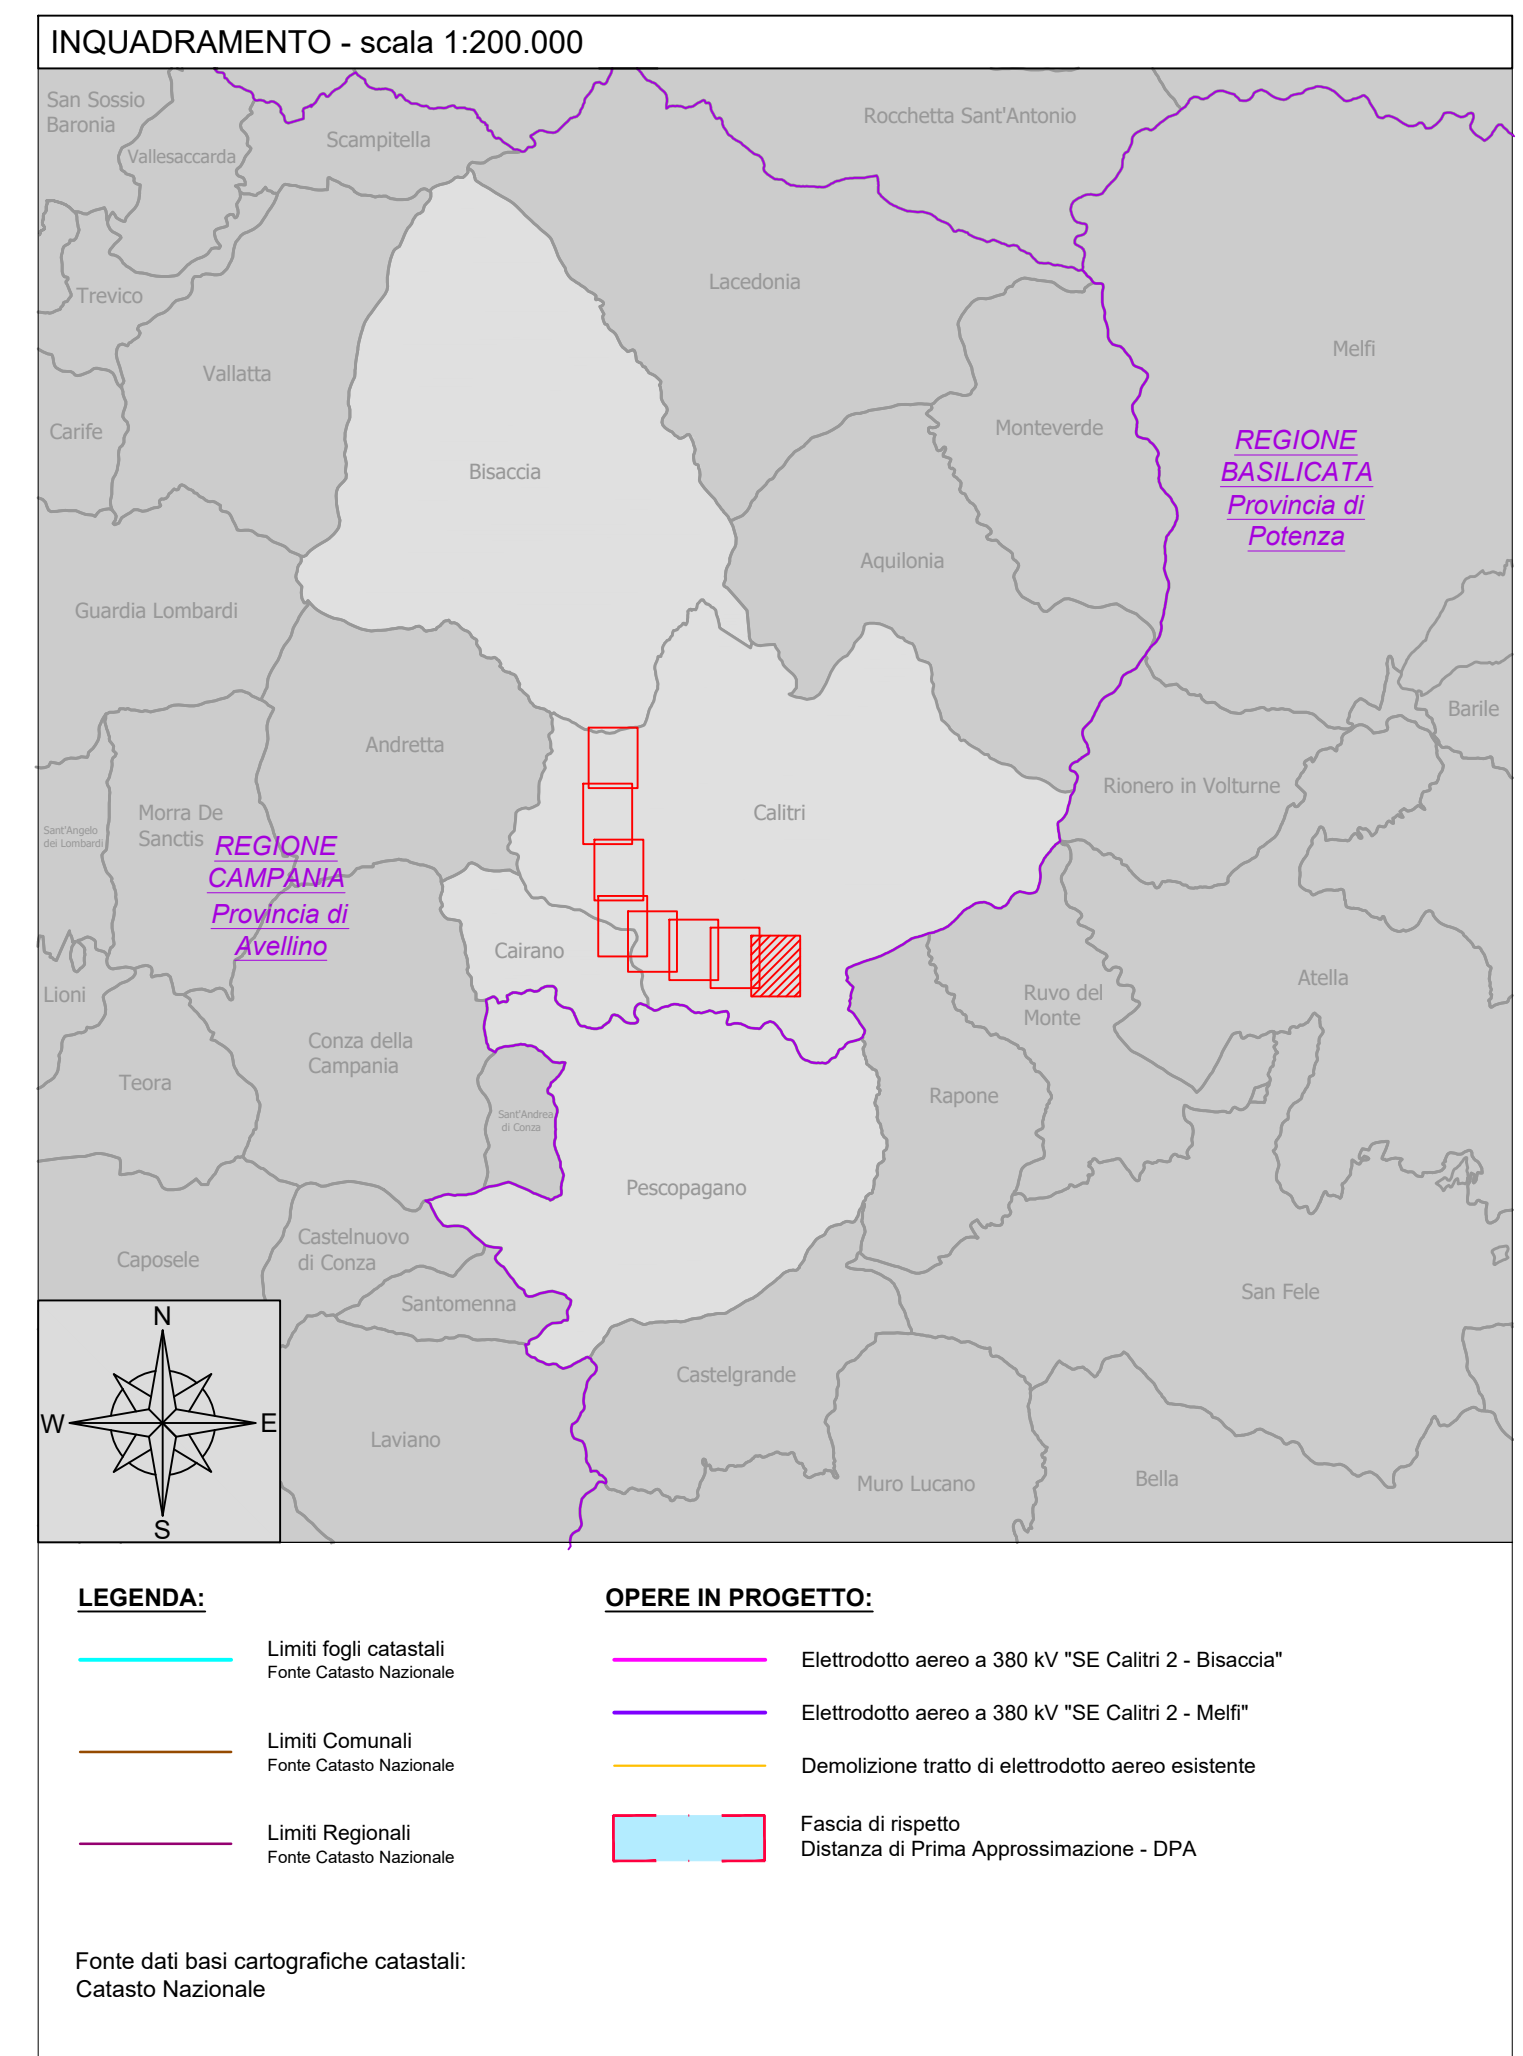 INQUADRAMENTO - scala 1:200.000
San Sossio
Baronia
Vallesaccarda
Scampitella
Rocchetta Sant'Antonio
Trevico
Lacedonia
Melfi
Vallatta
Carife
Monteverde
Bisaccia
REGIONE
BASILICATA
Provincia di
Potenza
Aquilonia
Guardia Lombardi
Barile
Andretta
Rionero in Volturne
Calitri
Morra De
Sanctis
Sant'Angelo
dei Lombardi
REGIONE
CAMPANIA
Provincia di
Avellino
Cairano
Atella
Lioni
Ruvo del
Monte
Conza della
Campania
Teora
Rapone
Sant'Andrea
di Conza
Pescopagano
Castelnuovo
di Conza
Caposele
San Fele
Santomenna
Castelgrande
Laviano
Muro Lucano
Bella
N
W
E
S
LEGENDA:
Limiti fogli catastali
Fonte Catasto Nazionale
Limiti Comunali
Fonte Catasto Nazionale
Limiti Regionali
Fonte Catasto Nazionale
OPERE IN PROGETTO:
Elettrodotto aereo a 380 kV "SE Calitri 2 - Bisaccia"
Elettrodotto aereo a 380 kV "SE Calitri 2 - Melfi"
Demolizione tratto di elettrodotto aereo esistente
Fascia di rispetto
Distanza di Prima Approssimazione - DPA
Fonte dati basi cartografiche catastali:
Catasto Nazionale